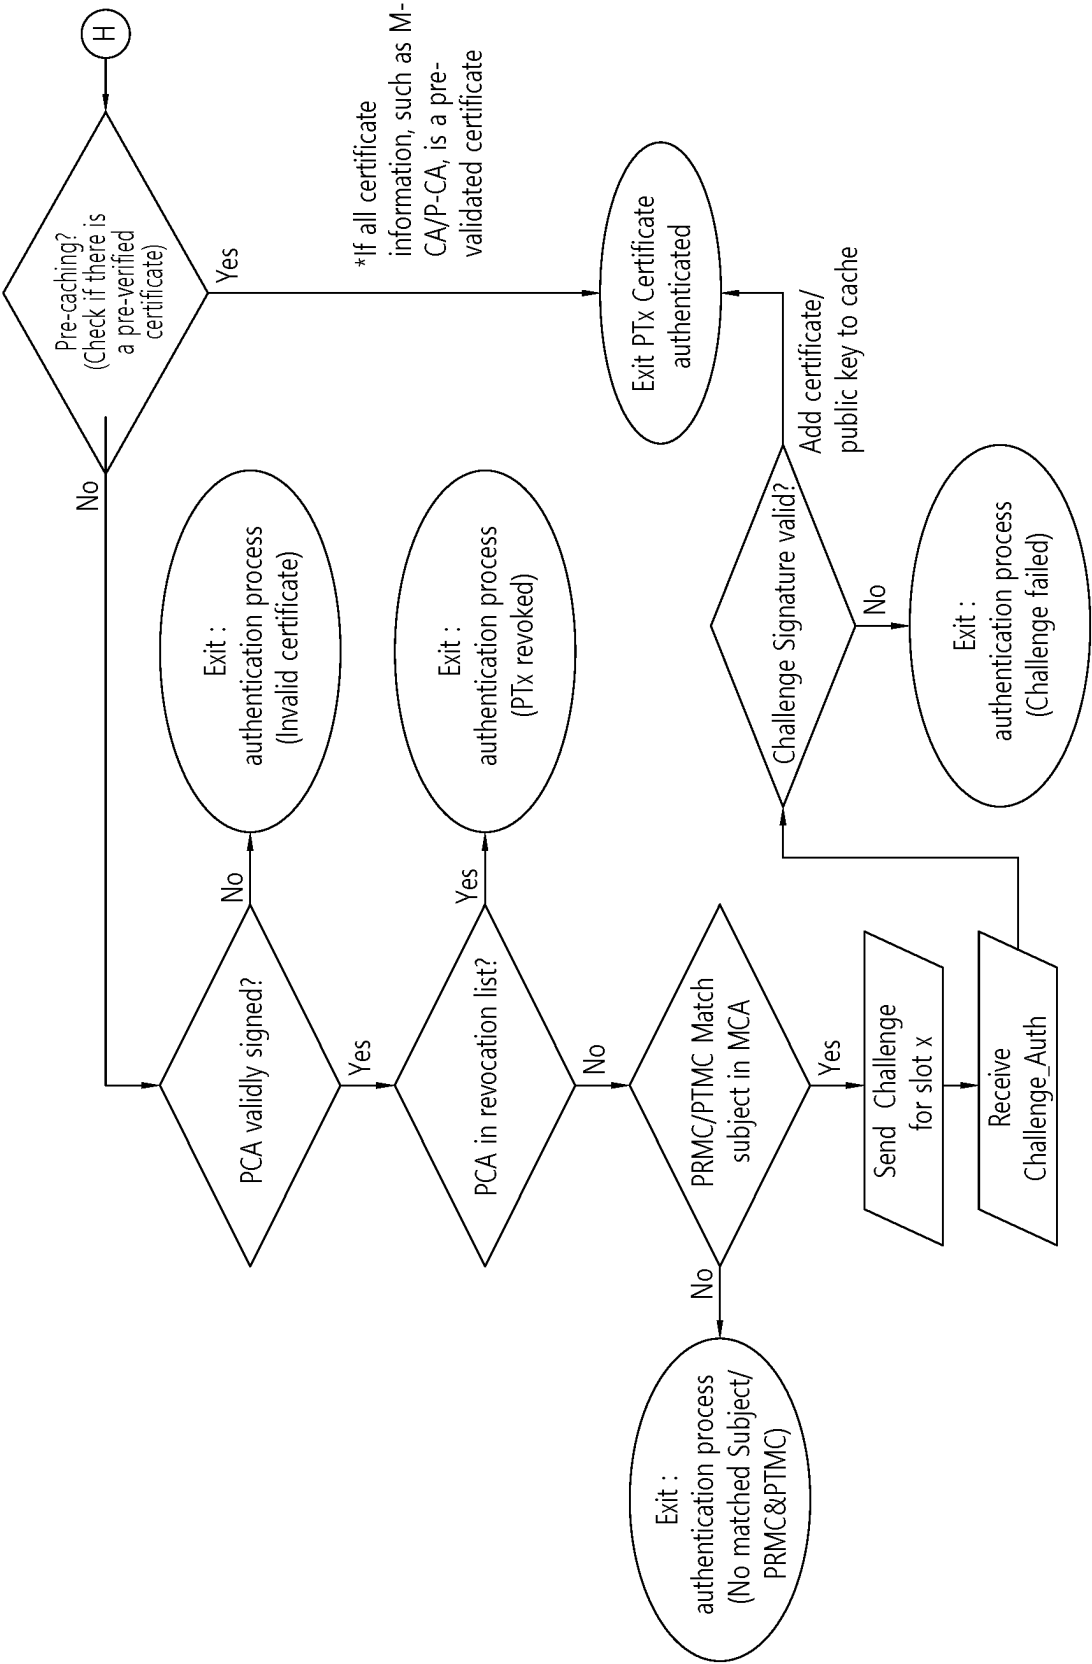 H
Pre-caching?
(Check if there is
a pre-verified
certificate)
Yes
No
*If all certificate
information, such as M-
CA/P-CA, is a pre-
validated certificate
Exit PTx Certificate
authenticated
PCA validly signed?
No
Exit :
authentication process
(Invalid certificate)
Yes
PCA in revocation list?
Yes
Exit :
authentication process
(PTx revoked)
No
PRMC/PTMC Match
subject in MCA
No
Exit :
authentication process
(No matched Subject/
PRMC&PTMC)
Yes
Send Challenge
for slot x
Receive
Challenge_Auth
Challenge Signature valid?
Add certificate/
public key to cache
No
Exit :
authentication process
(Challenge failed)